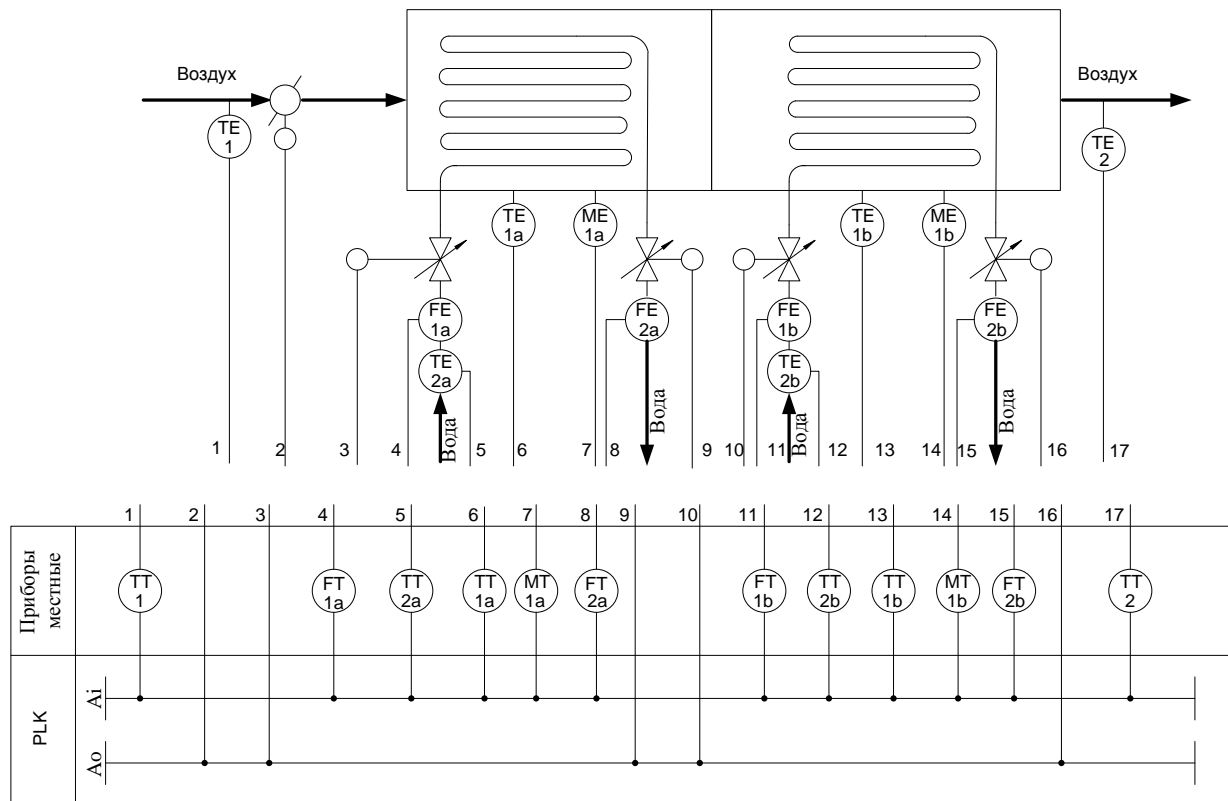 Воздух
Воздух
TE
1
TE
2
TE
1a
ME
1a
TE
1b
ME
1b
FE
1a
FE
2a
FE
1b
FE
2b
TE
2a
TE
2b
Вода
Вода
Вода
Вода
1 2 3 4 5 6 7 8 9 10 11 12 13 14 15 16 17
1 2 3 4 5 6 7 8 9 10 11 12 13 14 15 16 17
Приборы
местные
TT
1
FT
1a
TT
2a
TT
1a
MT
1a
FT
2a
FT
1b
TT
2b
TT
1b
MT
1b
FT
2b
TT
2
PLK
Ai
Ao